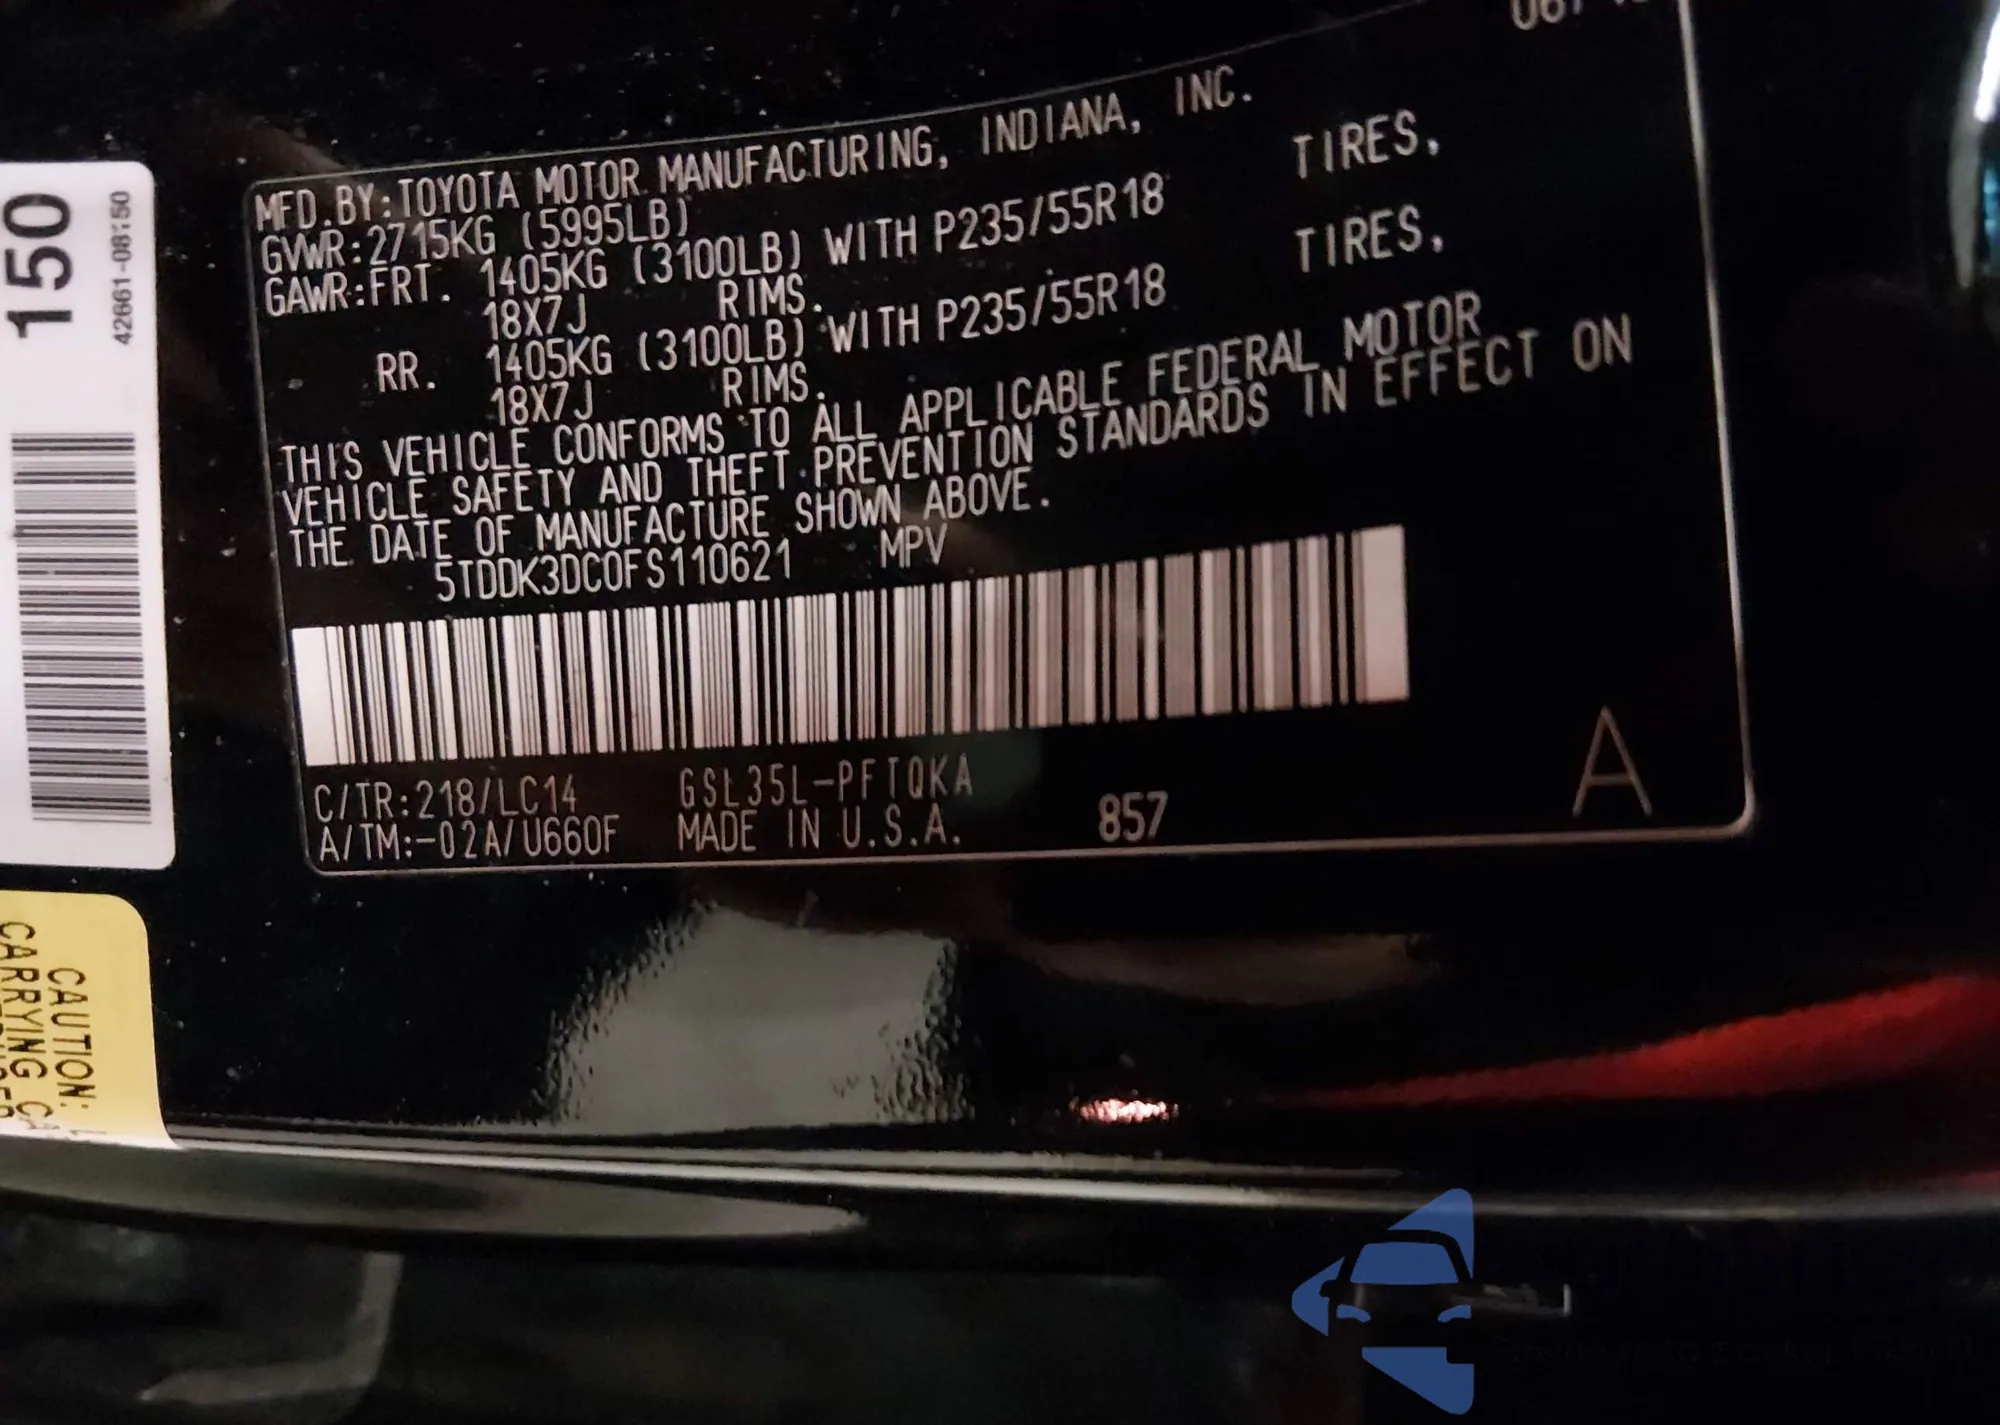 MFD.BY:TOYOTA MOTOR MANUFACTURING, INDIANA, INC.
GVWR:2715KG (5995LB)
GAWR:FRT. 1405KG (3100LB) WITH P235/55R18 TIRES,
18X7J RIMS.
RR. 1405KG (3100LB) WITH P235/55R18 TIRES,
18X7J RIMS.
THIS VEHICLE CONFORMS TO ALL APPLICABLE FEDERAL MOTOR
VEHICLE SAFETY AND THEFT PREVENTION STANDARDS IN EFFECT ON
THE DATE OF MANUFACTURE SHOWN ABOVE.
5TDDK3DC0FS110621 MPV
C/TR:218/LC14 GSL35L-PFTQKA
A/TM:-02A/U660F MADE IN U.S.A. 857 A
150
42661-08150
CAUTION:
CARRYING